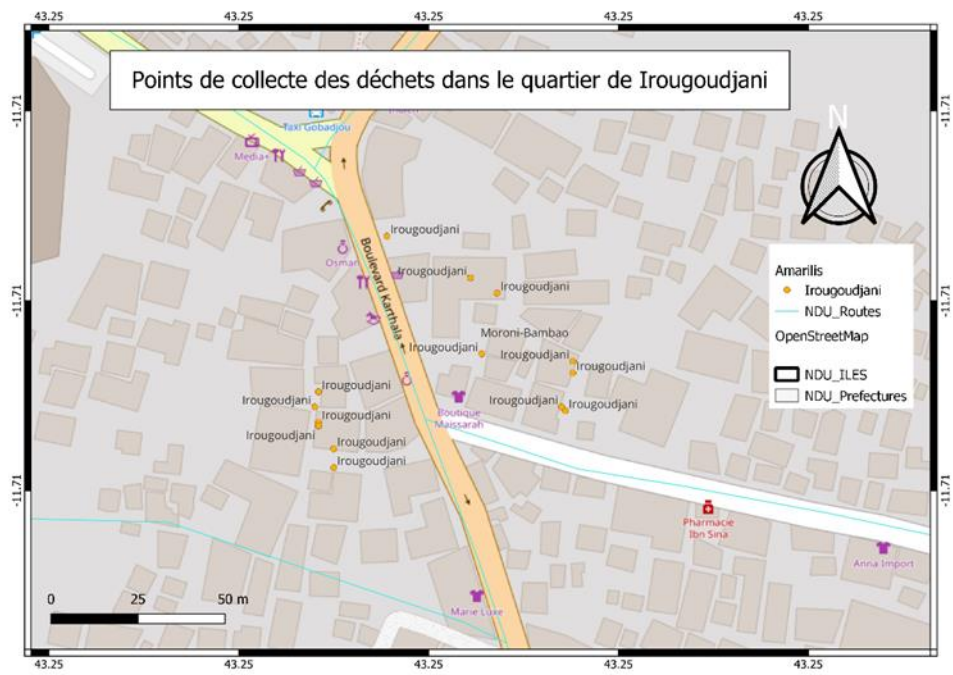 43.25 43.25 43.25 43.25 43.25
Points de collecte des déchets dans le quartier de Irougoudjani
-11.71 -11.71
Taxi Gobadjou
Media+
N
Irougoudjani
Osman
Boulevard Karthala
Irougoudjani
Irougoudjani
Amarilis
Irougoudjani
NDU_Routes
OpenStreetMap
NDU_ILES
NDU_Prefectures
-11.71 -11.71
Moroni-Bambao
Irougoudjani
Irougoudjani
Irougoudjani
Irougoudjani
Irougoudjani
Irougoudjani
Irougoudjani
Irougoudjani
Irougoudjani
Irougoudjani
Irougoudjani
Boutique
Maissarah
-11.71 -11.71
Pharmacie
Ibn Sina
Anna Import
Marie Luxe
0 25 50 m
43.25 43.25 43.25 43.25 43.25